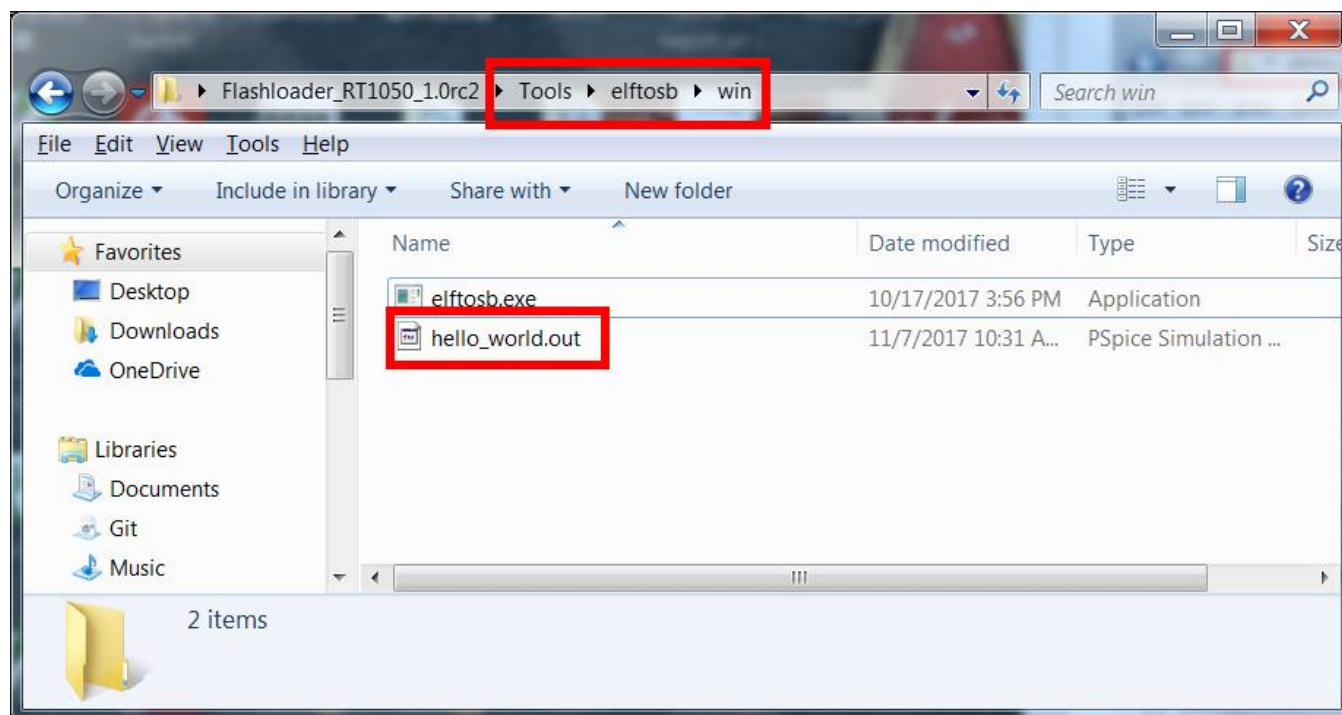 Flashloader_RT1050_1.0rc2 Tools elftosb win Search win
File Edit View Tools Help
Organize Include in library Share with New folder
Favorites
Desktop
Downloads
OneDrive
Libraries
Documents
Git
Music
Name Date modified Type Size
elftosb.exe 10/17/2017 3:56 PM Application
hello_world.out 11/7/2017 10:31 A... PSpice Simulation ...
2 items